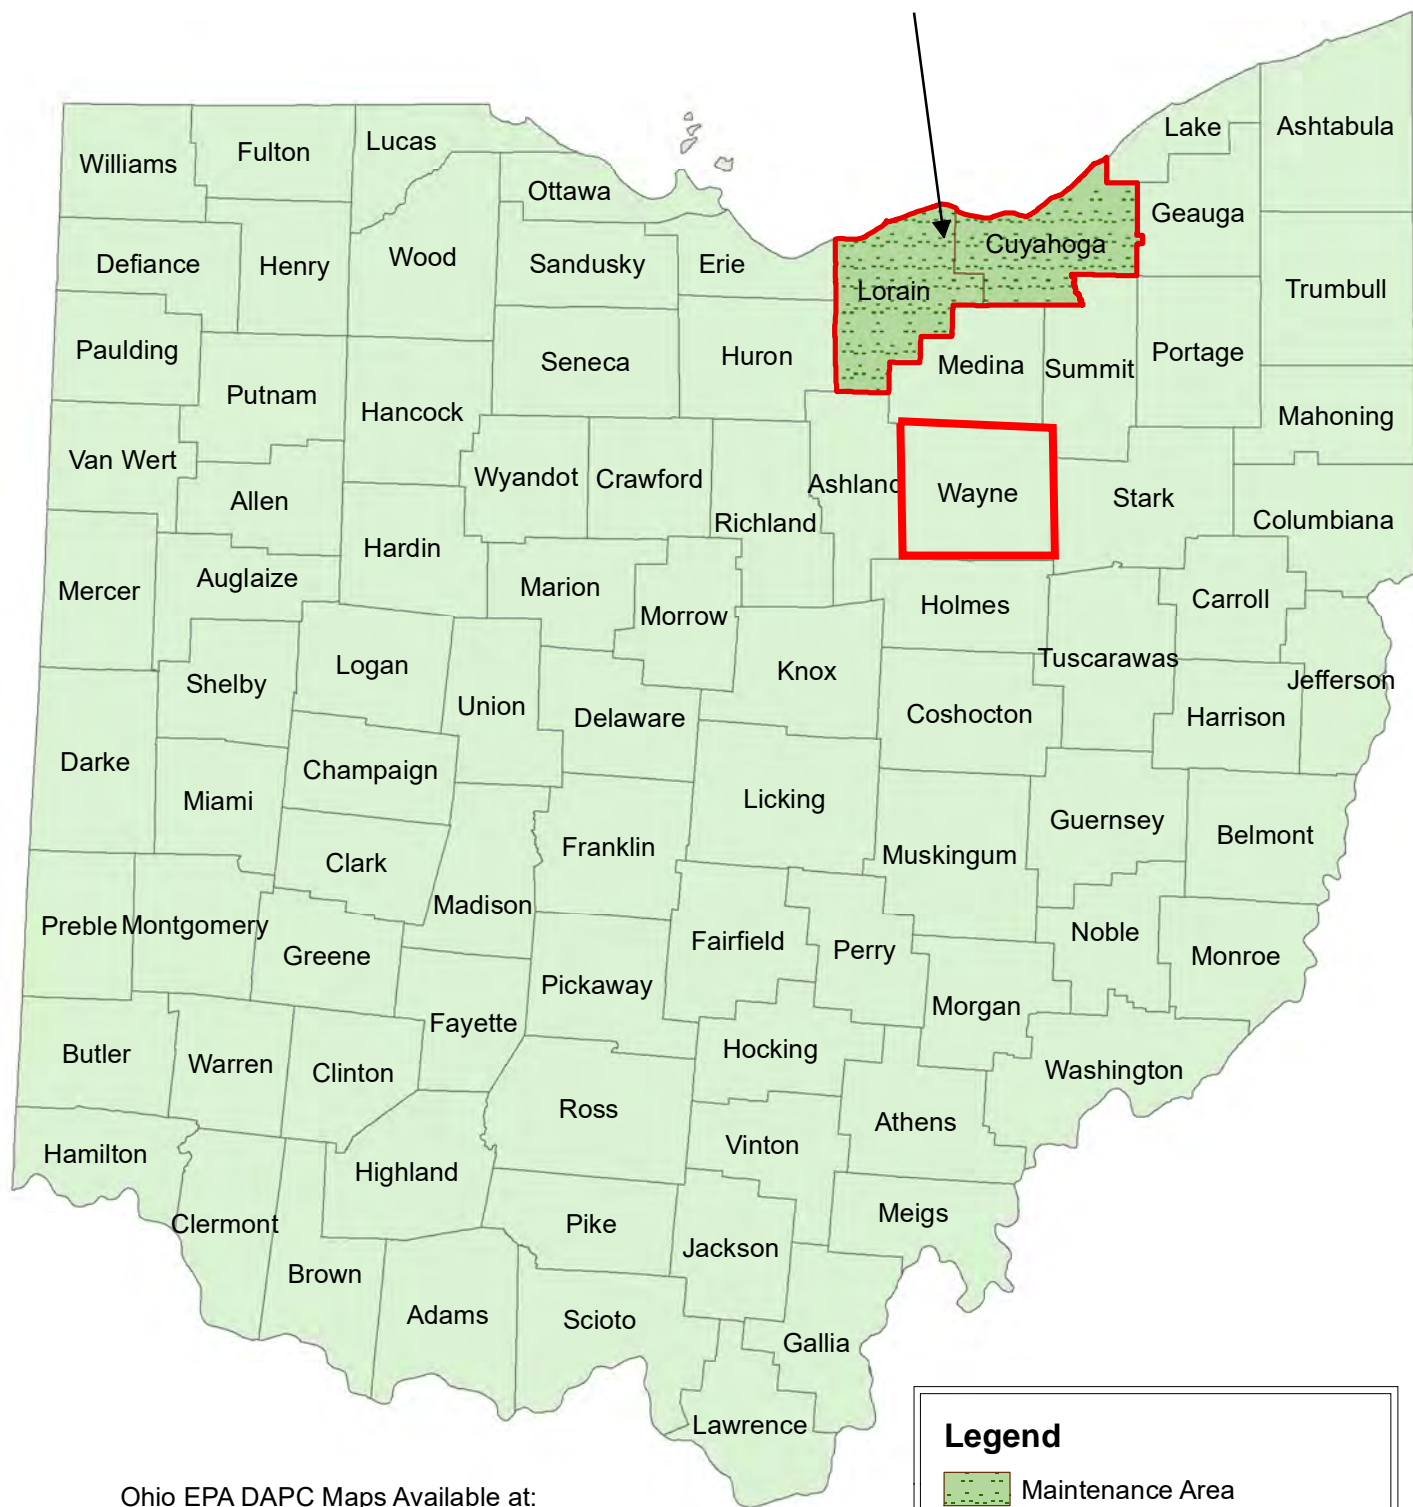 Lake
Ashtabula
Williams
Fulton
Lucas
Ottawa
Geauga
Defiance
Henry
Wood
Sandusky
Erie
Cuyahoga
Lorain
Trumbull
Paulding
Seneca
Huron
Medina
Summit
Portage
Putnam
Hancock
Mahoning
Van Wert
Allen
Wyandot
Crawford
Richland
Ashland
Wayne
Stark
Columbiana
Hardin
Mercer
Auglaize
Marion
Morrow
Holmes
Carroll
Logan
Shelby
Union
Delaware
Knox
Coshocton
Tuscarawas
Harrison
Jefferson
Darke
Champaign
Miami
Licking
Guernsey
Belmont
Clark
Franklin
Muskingum
Madison
Preble
Montgomery
Greene
Fairfield
Perry
Noble
Monroe
Pickaway
Fayette
Morgan
Butler
Warren
Clinton
Hocking
Washington
Ross
Athens
Hamilton
Highland
Vinton
Clermont
Pike
Jackson
Meigs
Brown
Adams
Scioto
Gallia
Lawrence
Legend
Maintenance Area
Ohio EPA DAPC Maps Available at: